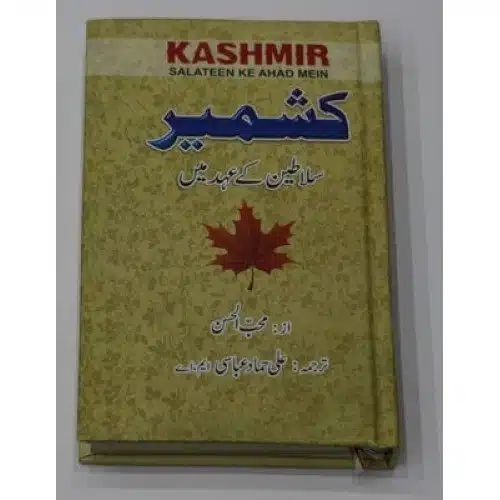 KASHMIR
SALATEEN KE AHAD MEIN
کشمیر
سلاطین کے عہد میں
از: محب الحسن
ترجمہ: علی حماد عباسی ایم۔اے